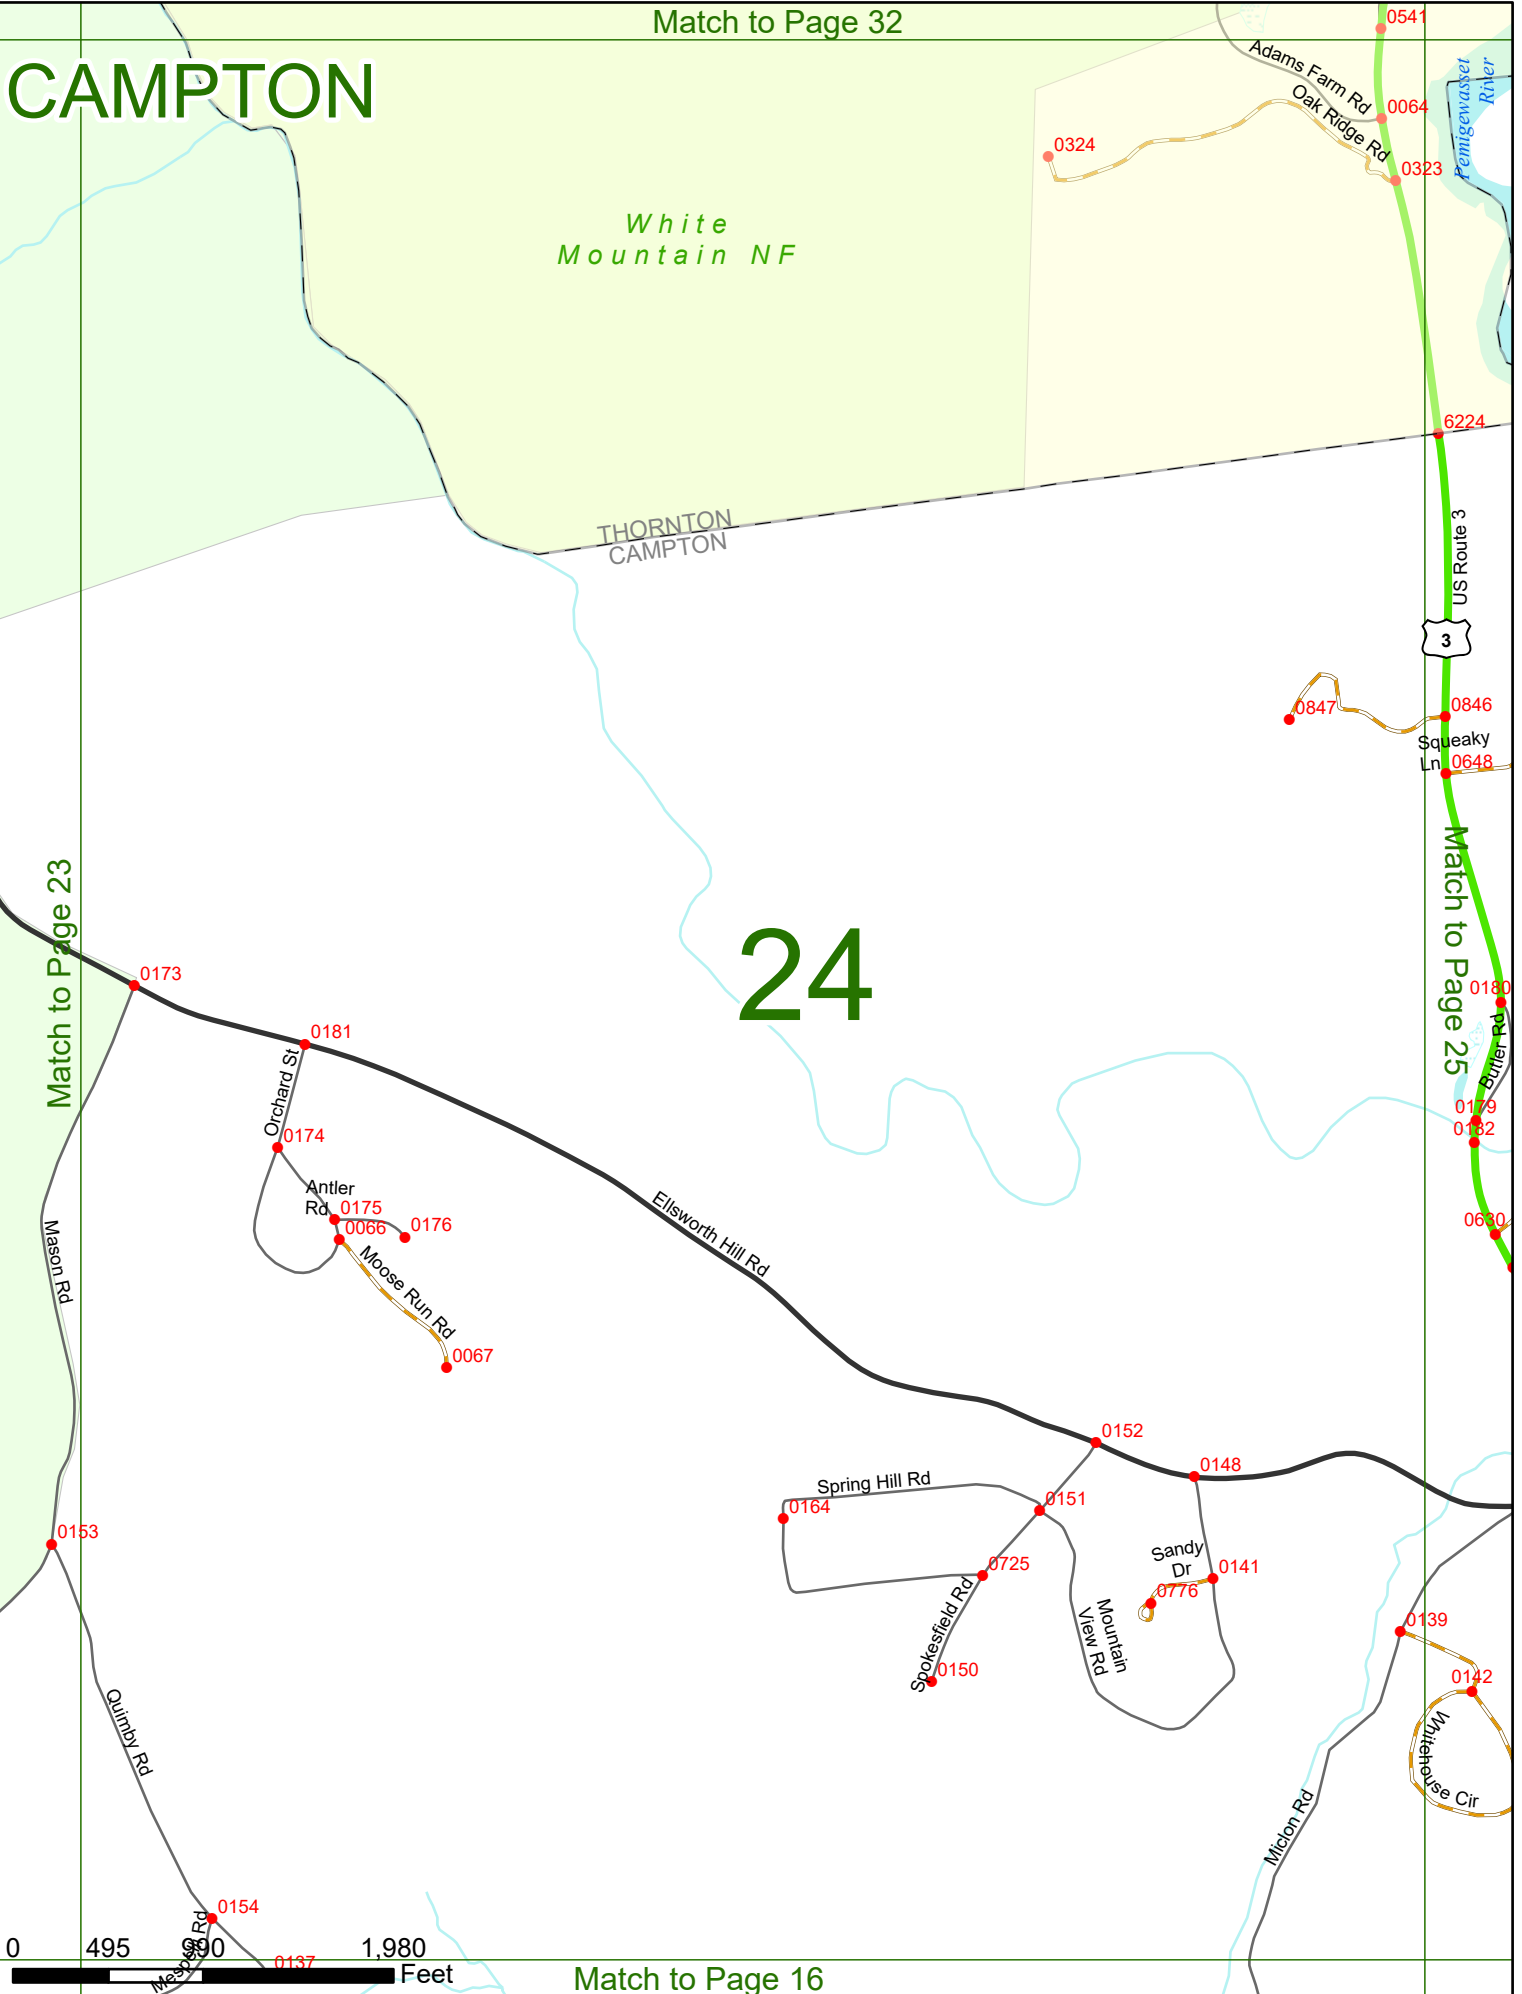 Match to Page 32
CAMPTON
0541
Adams Farm Rd
Oak Ridge Rd
0064
Pemigewasset
River
0324
0323
White
Mountain NF
6224
THORNTON
CAMPTON
US Route 3
3
0847
0846
Squeaky
Ln
0648
Match to Page 23
Match to Page 25
24
0173
0180
0181
Butler Rd
Orchard St
0179
0182
0174
Antler
Rd
0175
0066
0176
Ellsworth Hill Rd
0630
Mason Rd
Moose Run Rd
0067
0152
0148
Spring Hill Rd
0164
0151
0153
Sandy
Dr
0725
0141
0776
Spokesfield Rd
Mountain
View Rd
0139
0150
0142
Quimby Rd
Whitehouse Cir
Miclon Rd
0154
Mespell Rd
0137
0 495 990 1,980
Feet
Match to Page 16